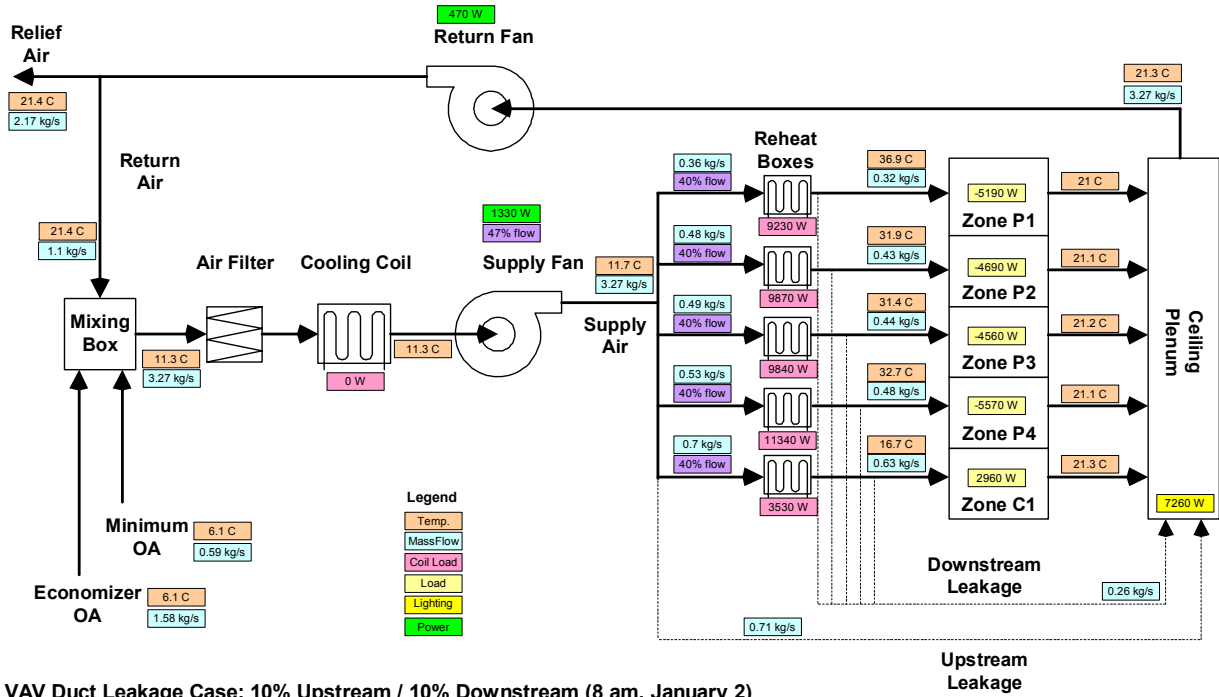 470 W
Return Fan
Relief
Air
21.4 C
2.17 kg/s
21.3 C
3.27 kg/s
Return
Air
21.4 C
1.1 kg/s
Reheat
Boxes
1330 W
47% flow
Air Filter
Cooling Coil
Supply Fan
11.7 C
3.27 kg/s
Supply
Air
Mixing
Box
11.3 C
3.27 kg/s
0 W
11.3 C
0.36 kg/s
40% flow
9230 W
36.9 C
0.32 kg/s
-5190 W
Zone P1
21 C
0.48 kg/s
40% flow
9870 W
31.9 C
0.43 kg/s
-4690 W
Zone P2
21.1 C
0.49 kg/s
40% flow
9840 W
31.4 C
0.44 kg/s
-4560 W
Zone P3
21.2 C
0.53 kg/s
40% flow
11340 W
32.7 C
0.48 kg/s
-5570 W
Zone P4
21.1 C
0.7 kg/s
40% flow
3530 W
16.7 C
0.63 kg/s
2960 W
Zone C1
21.3 C
Ceiling
Plenum
7260 W
Minimum
OA
6.1 C
0.59 kg/s
Economizer
OA
6.1 C
1.58 kg/s
Legend
Temp.
MassFlow
Coil Load
Load
Lighting
Power
Downstream
Leakage
0.26 kg/s
0.71 kg/s
Upstream
Leakage
VAV Duct Leakage Case: 10% Upstream / 10% Downstream (8 am, January 2)